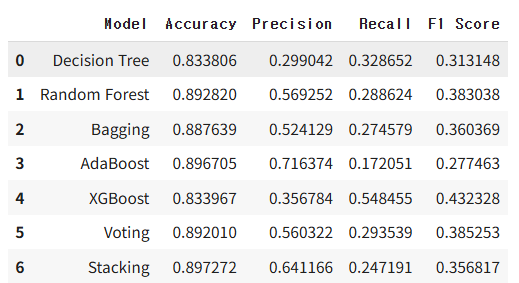 Model Accuracy Precision Recall F1 Score
0 Decision Tree 0.833806 0.299042 0.328652 0.313148
1 Random Forest 0.892820 0.569252 0.288624 0.383038
2 Bagging 0.887639 0.524129 0.274579 0.360369
3 AdaBoost 0.896705 0.716374 0.172051 0.277463
4 XGBoost 0.833967 0.356784 0.548455 0.432328
5 Voting 0.892010 0.560322 0.293539 0.385253
6 Stacking 0.897272 0.641166 0.247191 0.356817